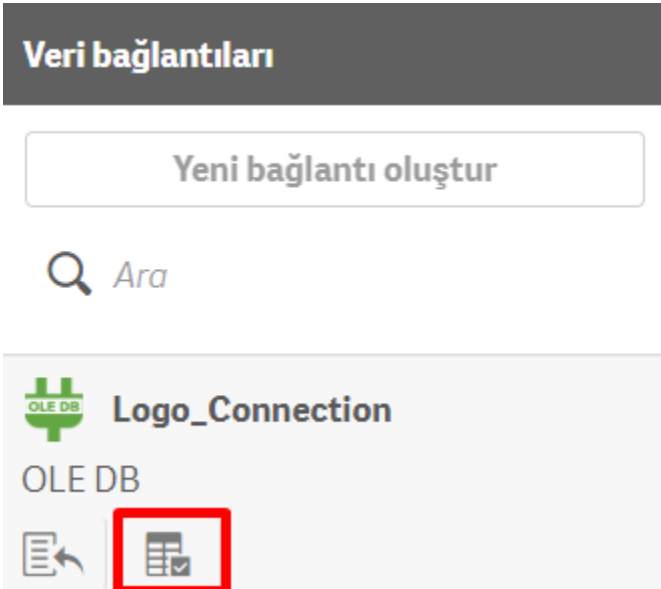 Veri bağlantıları
Yeni bağlantı oluştur
Ara
OLE DB
Logo_Connection
OLE DB